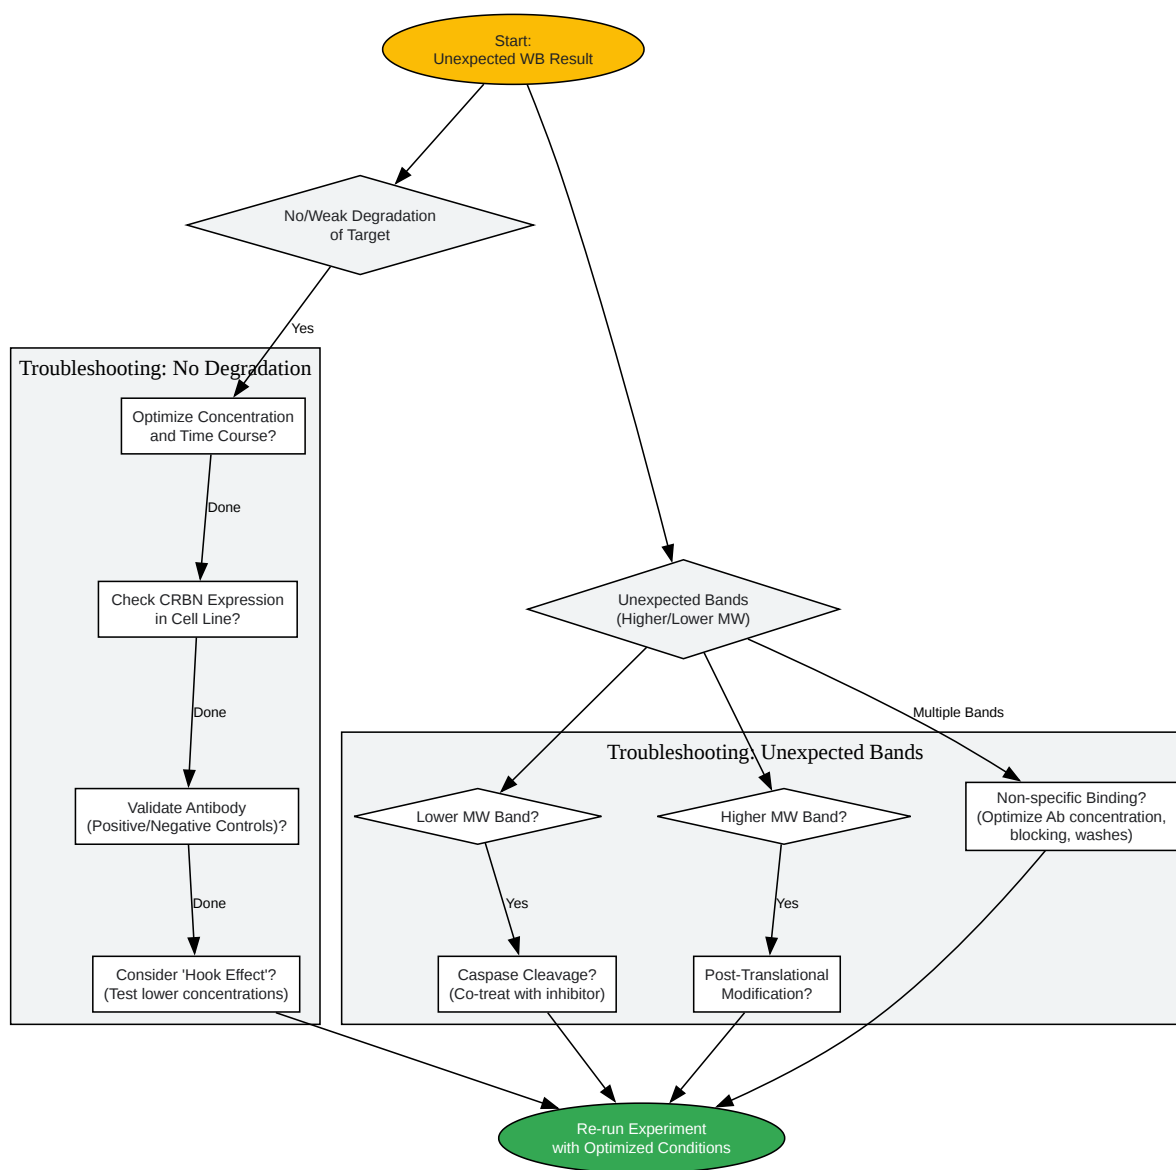 Start:
Unexpected WB Result
No/Weak Degradation
of Target
Yes
Troubleshooting: No Degradation
Optimize Concentration
and Time Course?
Done
Check CRBN Expression
in Cell Line?
Done
Validate Antibody
(Positive/Negative Controls)?
Done
Consider 'Hook Effect'?
(Test lower concentrations)
Unexpected Bands
(Higher/Lower MW)
Multiple Bands
Troubleshooting: Unexpected Bands
Lower MW Band?
Higher MW Band?
Non-specific Binding?
(Optimize Ab concentration,
blocking, washes)
Yes
Yes
Caspase Cleavage?
(Co-treat with inhibitor)
Post-Translational
Modification?
Re-run Experiment
with Optimized Conditions